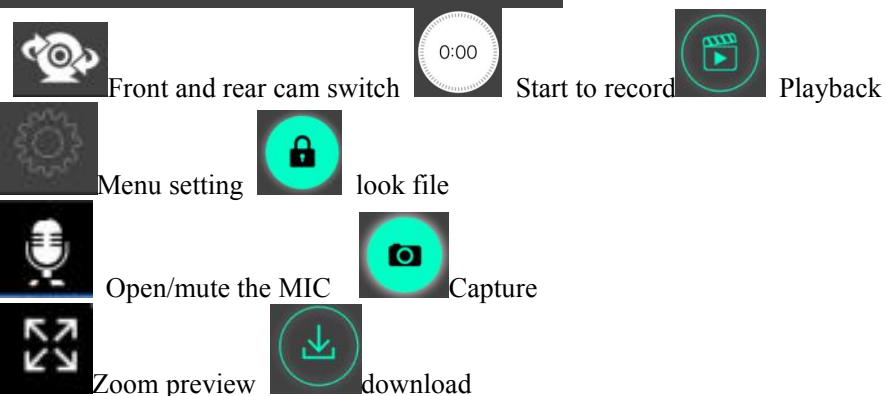 Front and rear cam switch 0:00 Start to record Playback
Menu setting look file
Open/mute the MIC Capture
Zoom preview download